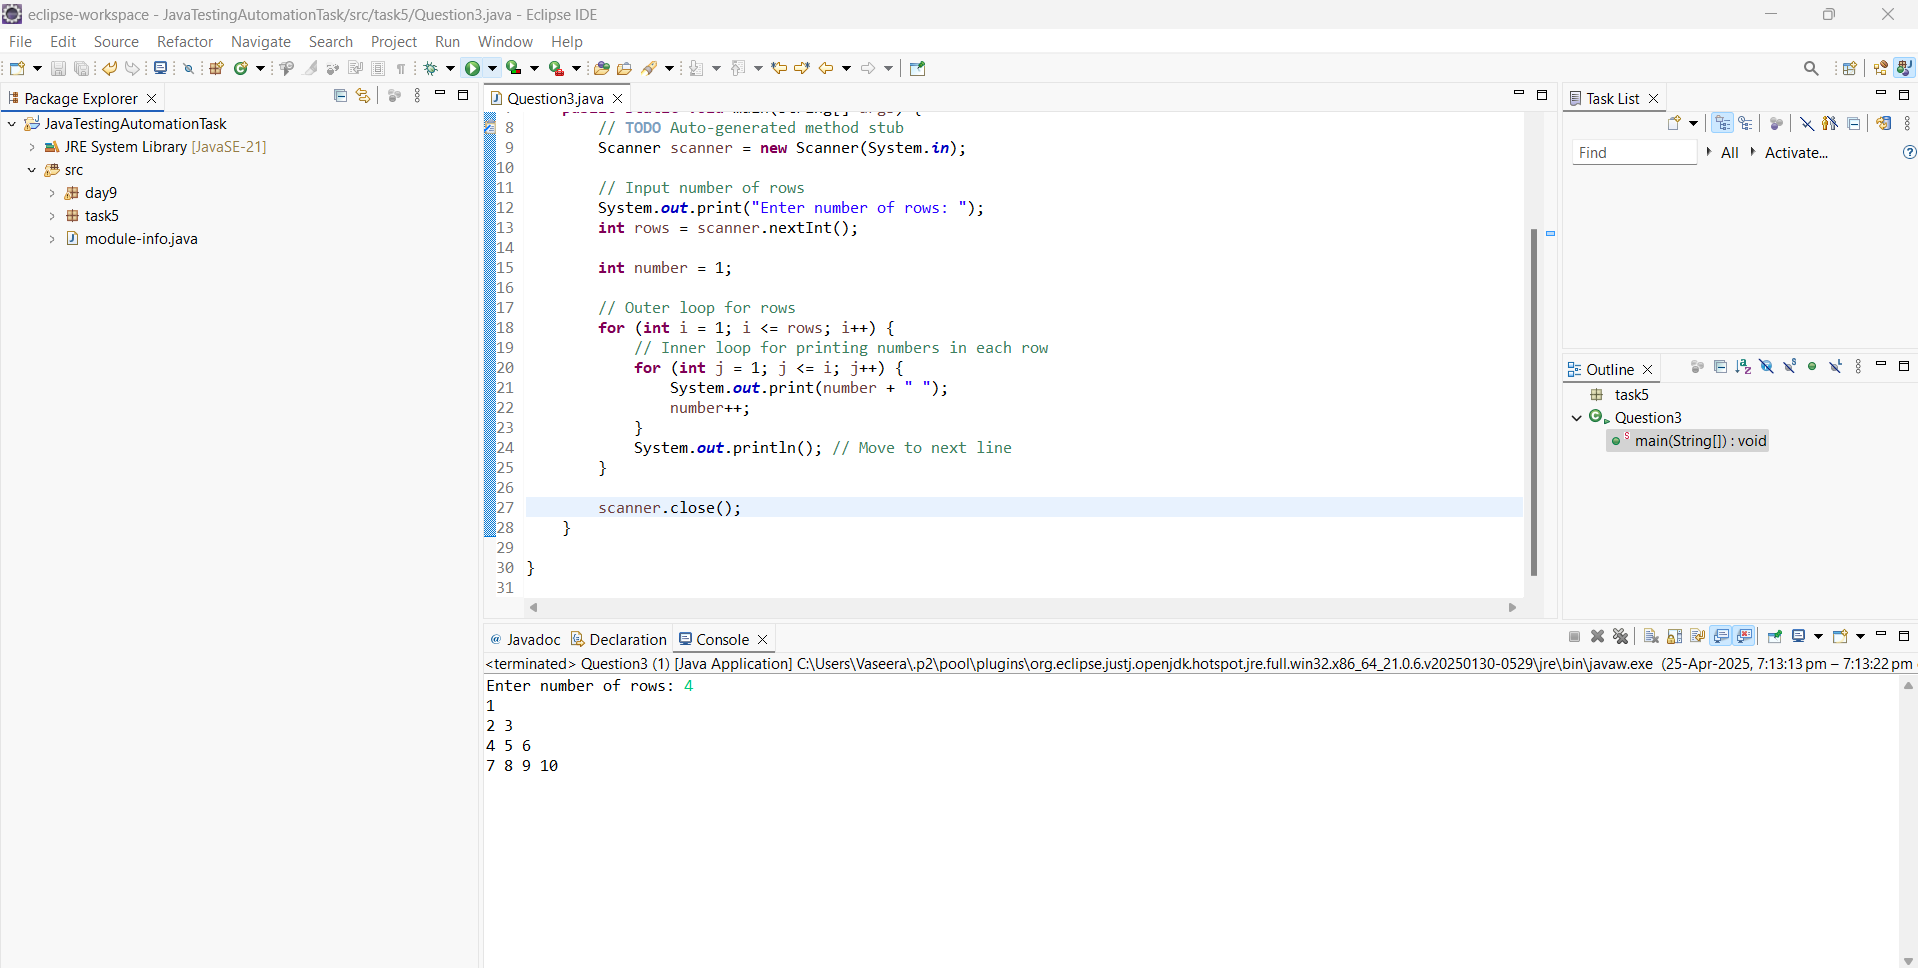 eclipse-workspace - JavaTestingAutomationTask/src/task5/Question3.java - Eclipse IDE
File Edit Source Refactor Navigate Search Project Run Window Help
Package Explorer
JavaTestingAutomationTask
JRE System Library [JavaSE-21]
src
day9
task5
module-info.java
Question3.java
public static void main(String[] args) {
8 // TODO Auto-generated method stub
9 Scanner scanner = new Scanner(System.in);
10
11 // Input number of rows
12 System.out.print("Enter number of rows: ");
13 int rows = scanner.nextInt();
14
15 int number = 1;
16
17 // Outer loop for rows
18 for (int i = 1; i <= rows; i++) {
19 // Inner loop for printing numbers in each row
20 for (int j = 1; j <= i; j++) {
21 System.out.print(number + " ");
22 number++;
23 }
24 System.out.println(); // Move to next line
25 }
26
27 scanner.close();
28 }
29
30 }
31
Task List
Find All Activate...
Outline
task5
Question3
main(String[]) : void
@ Javadoc Declaration Console
<terminated> Question3 (1) [Java Application] C:\Users\Vaseera\.p2\pool\plugins\org.eclipse.justj.openjdk.hotspot.jre.full.win32.x86_64_21.0.6.v20250130-0529\jre\bin\javaw.exe (25-Apr-2025, 7:13:13 pm – 7:13:22 pm
Enter number of rows: 4
1
2 3
4 5 6
7 8 9 10